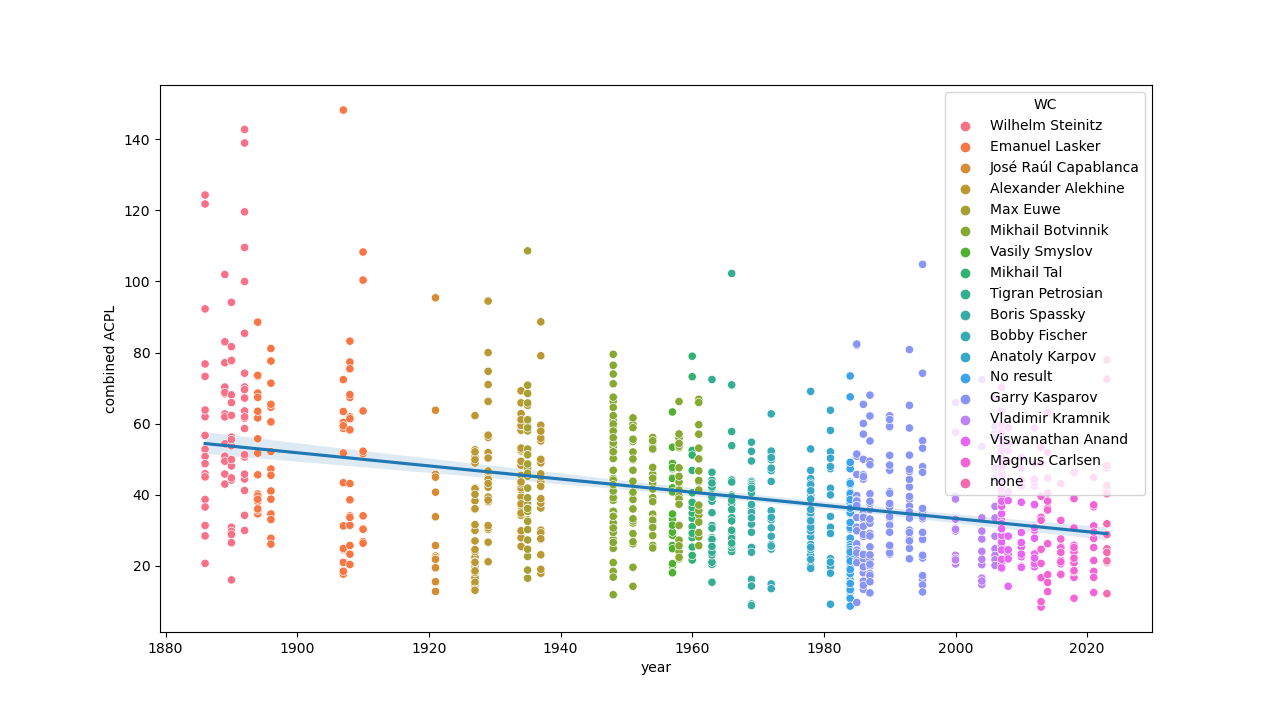 WC
Wilhelm Steinitz
Emanuel Lasker
José Raúl Capablanca
Alexander Alekhine
Max Euwe
Mikhail Botvinnik
Vasily Smyslov
Mikhail Tal
Tigran Petrosian
Boris Spassky
Bobby Fischer
Anatoly Karpov
No result
Garry Kasparov
Vladimir Kramnik
Viswanathan Anand
Magnus Carlsen
none
combined ACPL
140
120
100
80
60
40
20
1880 1900 1920 1940 1960 1980 2000 2020
year